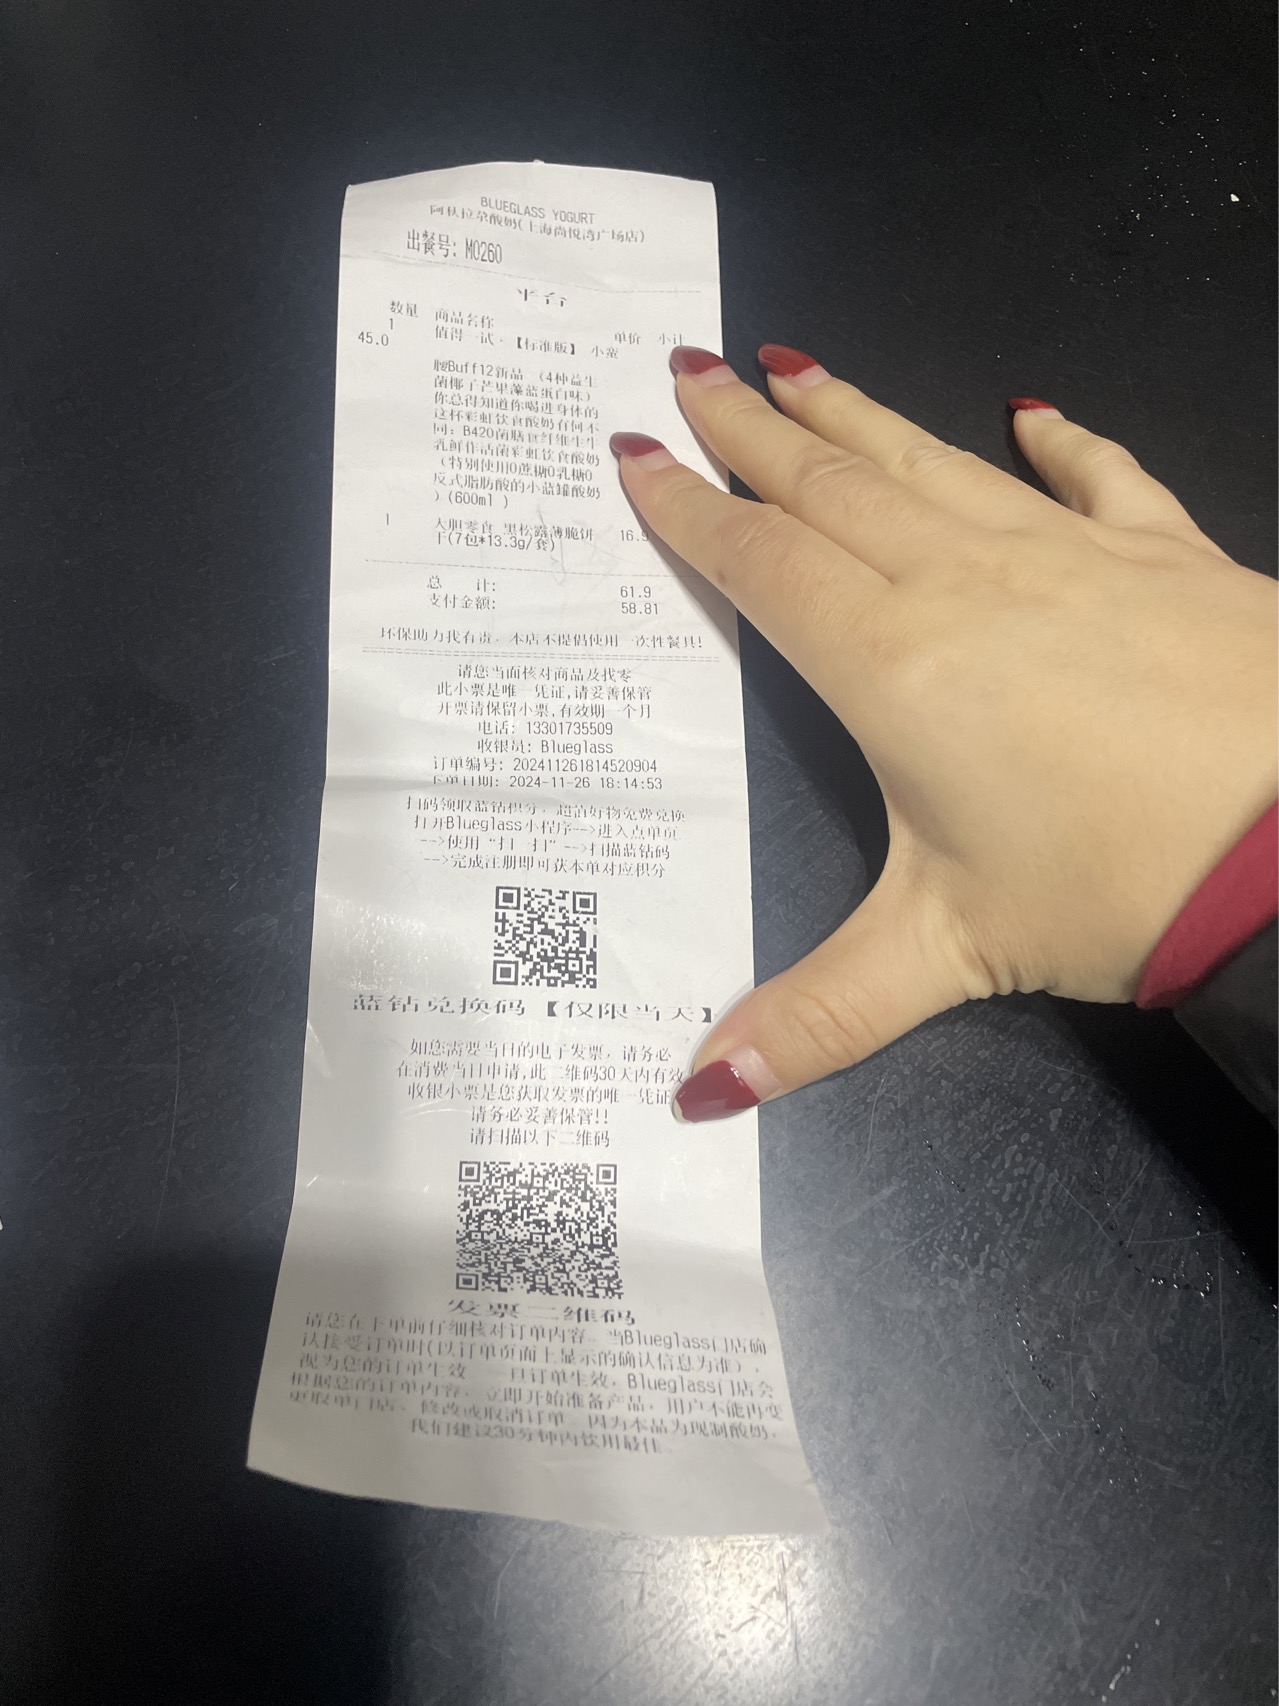 BLUEGLASS YOGURT
阿秋拉尕酸奶(上海尚悦湾广场店)
出餐号: M0260
平台
数量 商品名称 单价 小计
1 值得一试·【标准版】 小蛮
45.0
腰Buff12新品 (4种益生
菌椰子芒果藻蓝蛋白味)
你总得知道你喝进身体的
这杯彩虹饮食酸奶有何不
同: B420菌膳食纤维生牛
乳鲜作活菌彩虹饮食酸奶
(特别使用0蔗糖0乳糖0
反式脂肪酸的小蓝罐酸奶
)(600ml )
1 大胆零食 黑松露薄脆饼 16.9
干(7包*13.3g/套)
总 计: 61.9
支付金额: 58.81
环保助力我有责, 本店不提倡使用一次性餐具!
请您当面核对商品及找零
此小票是唯一凭证,请妥善保管
开票请保留小票,有效期一个月
电话: 13301735509
收银员: Blueglass
订单编号: 202411261814520904
下单日期: 2024-11-26 18:14:53
扫码领取蓝钻积分, 超值好物免费兑换
打开Blueglass小程序-->进入点单页
-->使用“扫一扫”-->扫描蓝钻码
-->完成注册即可获本单对应积分
蓝钻兑换码【仅限当天】
如您需要当日的电子发票, 请务必
在消费当日申请,此二维码30天内有效
收银小票是您获取发票的唯一凭证
请务必妥善保管!!
请扫描以下二维码
发票二维码
请您在下单前仔细核对订单内容。当Blueglass门店确
认接受订单时(以订单页面上显示的确认信息为准),
视为您的订单生效 一旦订单生效, Blueglass门店会
根据您的订单内容, 立即开始准备产品, 用户不能再变
更取单门店、修改或取消订单 因为本品为现制酸奶,
我们建议30分钟内饮用最佳